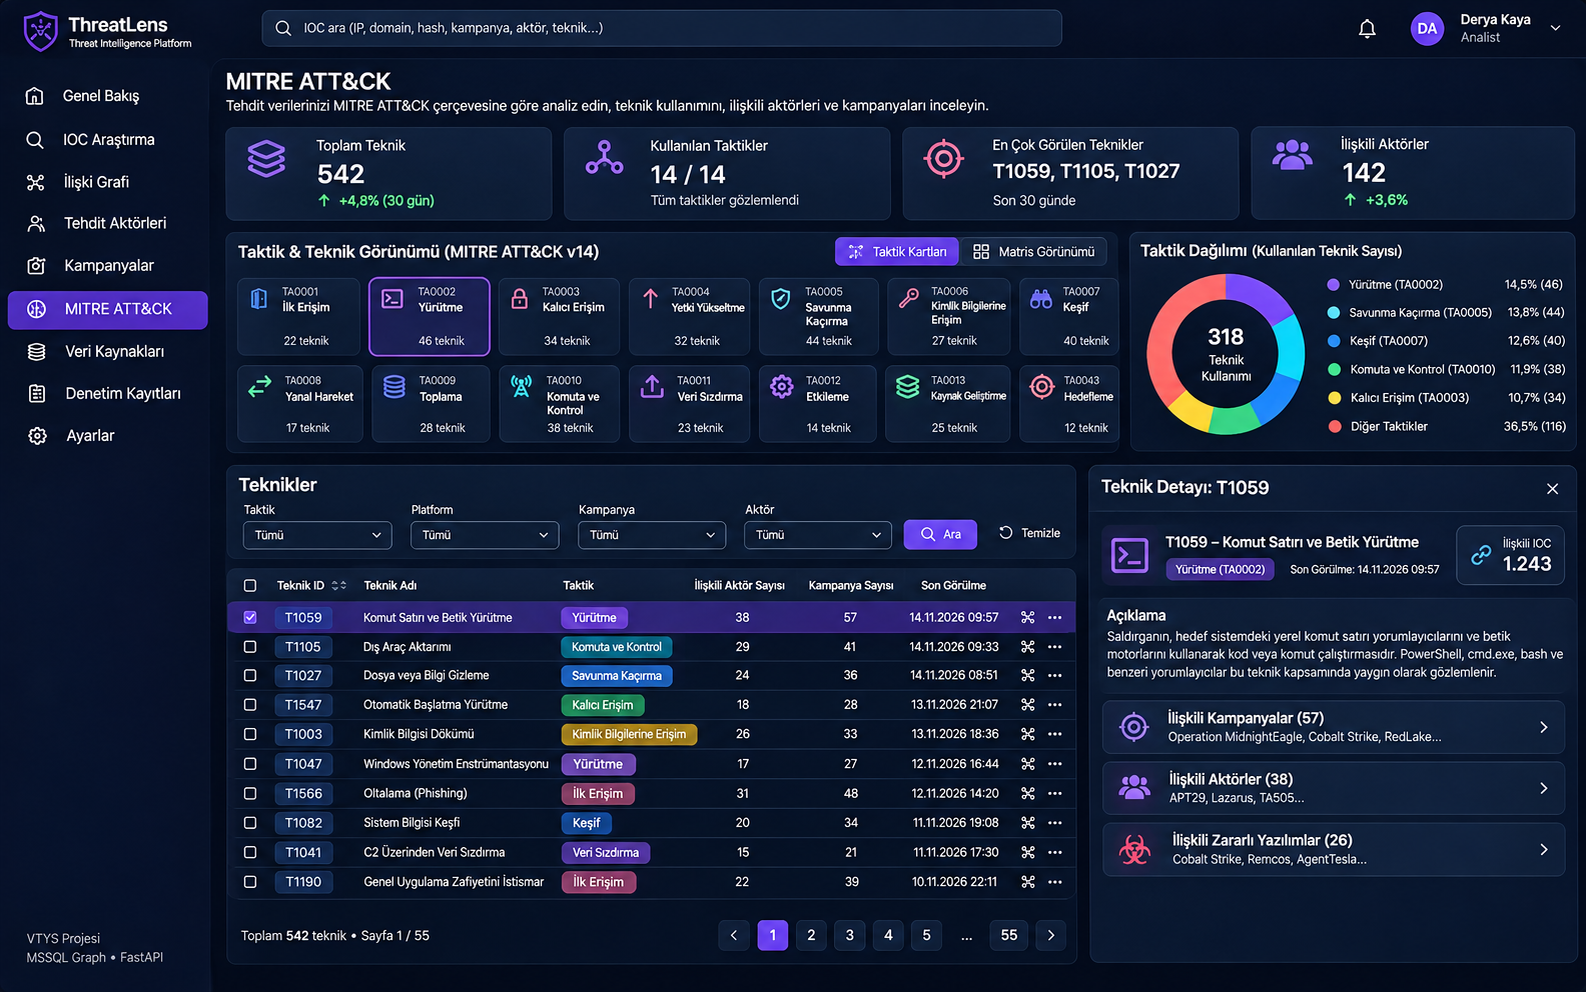 ThreatLens
Threat Intelligence Platform
IOC ara (IP, domain, hash, kampanya, aktör, teknik...)
DA
Derya Kaya
Analist
Genel Bakış
IOC Araştırma
İlişki Grafi
Tehdit Aktörleri
Kampanyalar
MITRE ATT&CK
Veri Kaynakları
Denetim Kayıtları
Ayarlar
VTYS Projesi
MSSQL Graph • FastAPI
MITRE ATT&CK
Tehdit verilerinizi MITRE ATT&CK çerçevesine göre analiz edin, teknik kullanımını, ilişkili aktörleri ve kampanyaları inceleyin.
Toplam Teknik
542
↑ +4,8% (30 gün)
Kullanılan Taktikler
14 / 14
Tüm taktikler gözlemlendi
En Çok Görülen Teknikler
T1059, T1105, T1027
Son 30 günde
İlişkili Aktörler
142
↑ +3,6%
Taktik & Teknik Görünümü (MITRE ATT&CK v14)
Taktik Kartları
Matris Görünümü
TA0001
İlk Erişim
22 teknik
TA0002
Yürütme
46 teknik
TA0003
Kalıcı Erişim
34 teknik
TA0004
Yetki Yükseltme
32 teknik
TA0005
Savunma
Kaçırma
44 teknik
TA0006
Kimlik Bilgilerine
Erişim
27 teknik
TA0007
Keşif
40 teknik
TA0008
Yanal Hareket
17 teknik
TA0009
Toplama
28 teknik
TA0010
Komuta ve
Kontrol
38 teknik
TA0011
Veri Sızdırma
23 teknik
TA0012
Etkileme
14 teknik
TA0013
Kaynak Geliştirme
25 teknik
TA0043
Hedefleme
12 teknik
Taktik Dağılımı (Kullanılan Teknik Sayısı)
318
Teknik
Kullanımı
Yürütme (TA0002) 14,5% (46)
Savunma Kaçırma (TA0005) 13,8% (44)
Keşif (TA0007) 12,6% (40)
Komuta ve Kontrol (TA0010) 11,9% (38)
Kalıcı Erişim (TA0003) 10,7% (34)
Diğer Taktikler 36,5% (116)
Teknikler
Taktik Platform Kampanya Aktör
Tümü Tümü Tümü Tümü Ara Temizle
Teknik ID Teknik Adı Taktik İlişkili Aktör Sayısı Kampanya Sayısı Son Görülme
T1059 Komut Satırı ve Betik Yürütme Yürütme 38 57 14.11.2026 09:57
T1105 Dış Araç Aktarımı Komuta ve Kontrol 29 41 14.11.2026 09:33
T1027 Dosya veya Bilgi Gizleme Savunma Kaçırma 24 36 14.11.2026 08:51
T1547 Otomatik Başlatma Yürütme Kalıcı Erişim 18 28 13.11.2026 21:07
T1003 Kimlik Bilgisi Dökümü Kimlik Bilgilerine Erişim 26 33 13.11.2026 18:36
T1047 Windows Yönetim Enstrümantasyonu Yürütme 17 27 12.11.2026 16:44
T1566 Oltalama (Phishing) İlk Erişim 31 48 12.11.2026 14:20
T1082 Sistem Bilgisi Keşfi Keşif 20 34 11.11.2026 19:08
T1041 C2 Üzerinden Veri Sızdırma Veri Sızdırma 15 21 11.11.2026 17:30
T1190 Genel Uygulama Zafiyetini İstismar İlk Erişim 22 39 10.11.2026 22:11
Toplam 542 teknik • Sayfa 1 / 55
1 2 3 4 5 ... 55
Teknik Detayı: T1059
T1059 – Komut Satırı ve Betik Yürütme
Yürütme (TA0002) Son Görülme: 14.11.2026 09:57
İlişkili IOC
1.243
Açıklama
Saldırganın, hedef sistemdeki yerel komut satırı yorumlayıcılarını ve betik
motorlarını kullanarak kod veya komut çalıştırmasıdır. PowerShell, cmd.exe, bash ve
benzeri yorumlayıcılar bu teknik kapsamında yaygın olarak gözlemlenir.
İlişkili Kampanyalar (57)
Operation MidnightEagle, Cobalt Strike, RedLake...
İlişkili Aktörler (38)
APT29, Lazarus, TA505...
İlişkili Zararlı Yazılımlar (26)
Cobalt Strike, Remcos, AgentTesla...